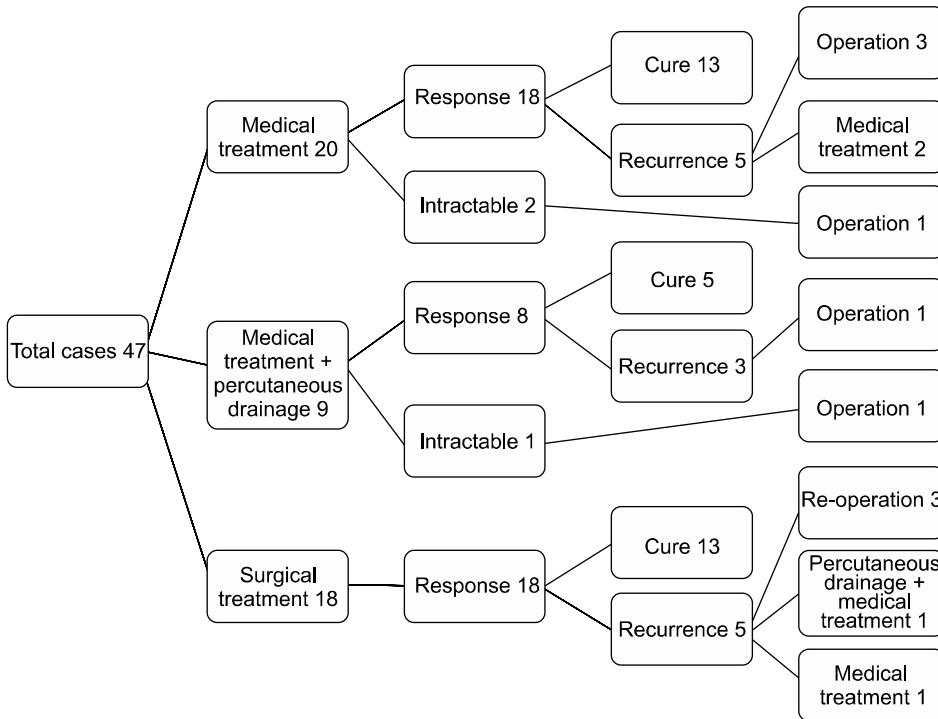 Total cases 47
Medical
treatment 20
Response 18
Cure 13
Recurrence 5
Operation 3
Medical
treatment 2
Intractable 2
Operation 1
Medical
treatment +
percutaneous
drainage 9
Response 8
Cure 5
Recurrence 3
Operation 1
Intractable 1
Operation 1
Surgical
treatment 18
Response 18
Cure 13
Recurrence 5
Re-operation 3
Percutaneous
drainage +
medical
treatment 1
Medical
treatment 1